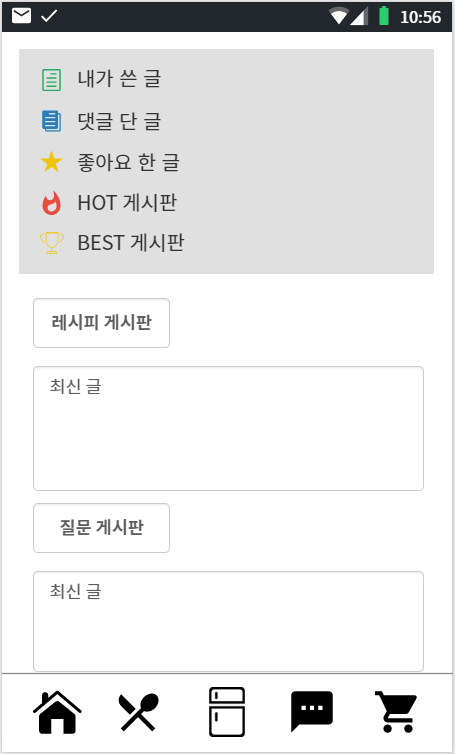 10:56
내가 쓴 글
댓글 단 글
좋아요 한 글
HOT 게시판
BEST 게시판
레시피 게시판
최신 글
질문 게시판
최신 글